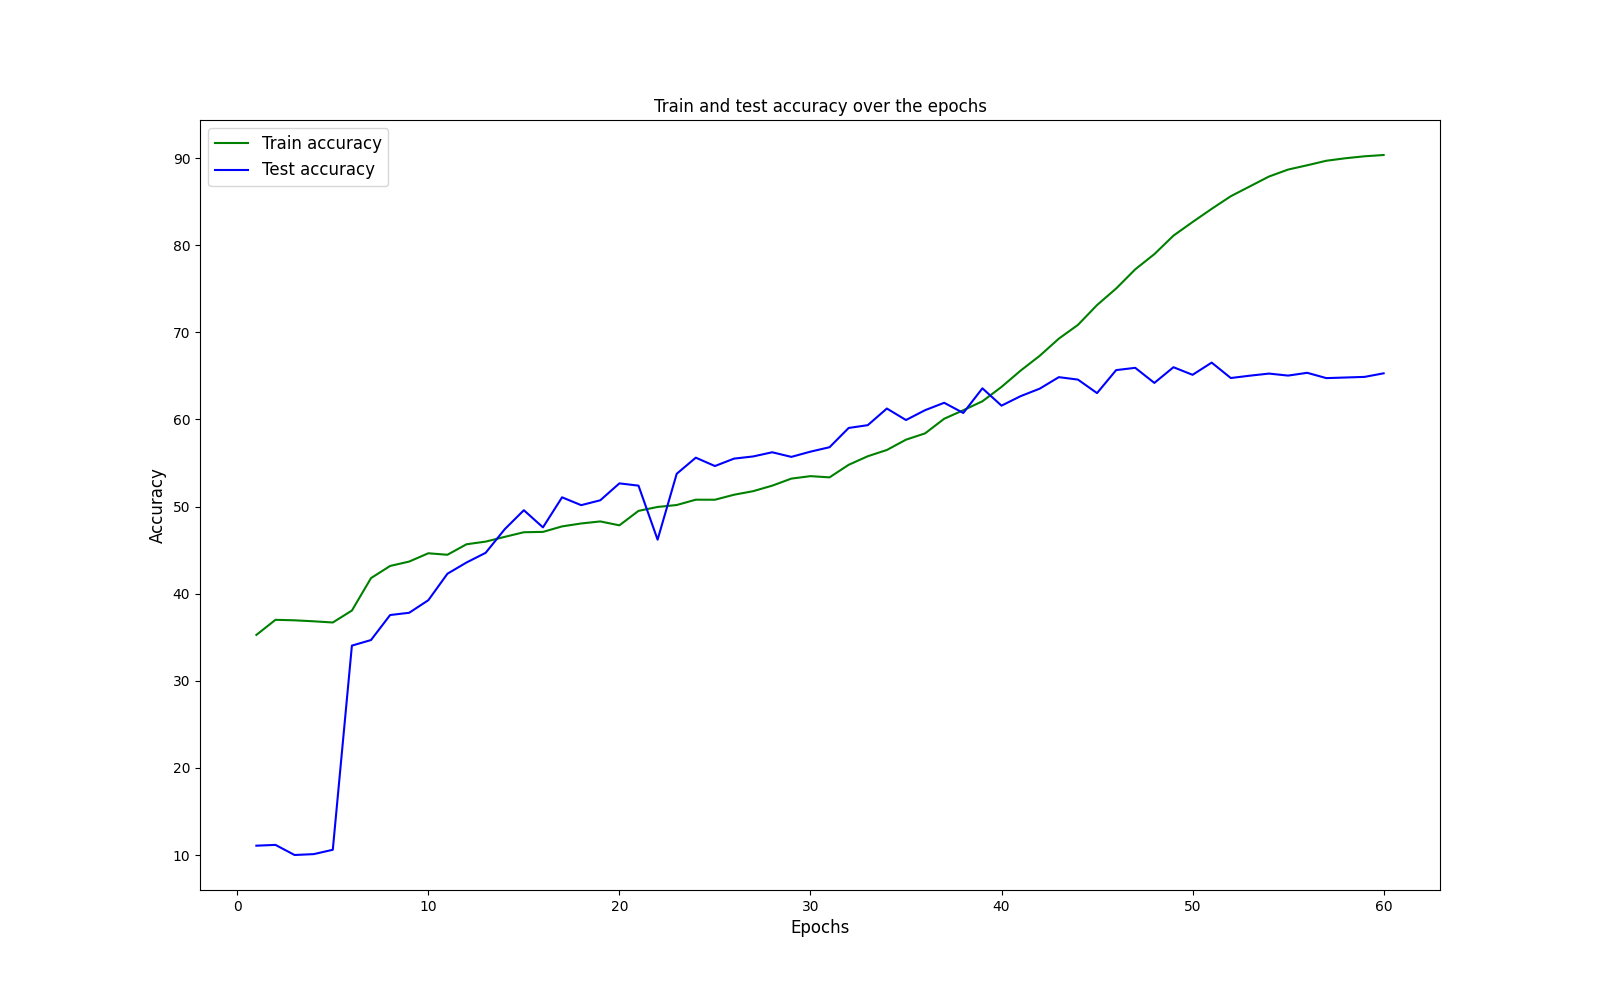 Train and test accuracy over the epochs
Train accuracy
Test accuracy
Accuracy
90
80
70
60
50
40
30
20
10
0 10 20 30 40 50 60
Epochs